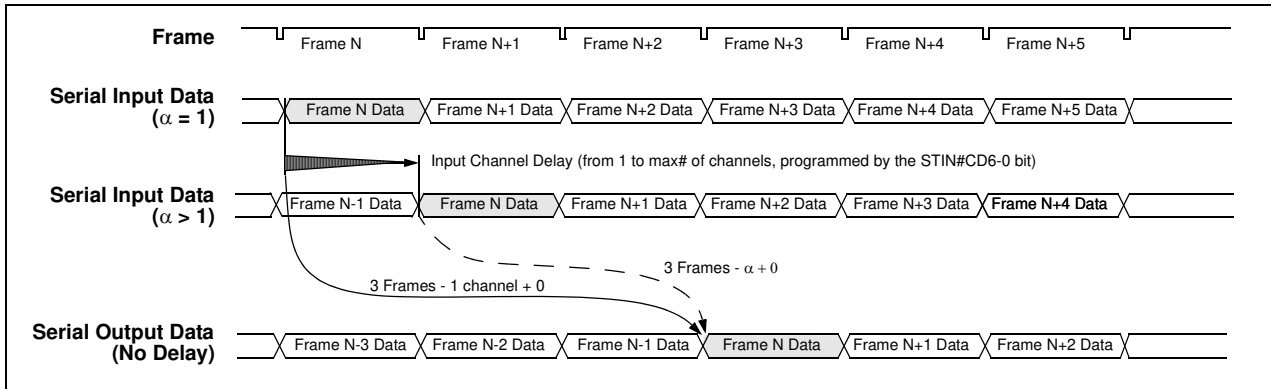 Frame
Frame N Frame N+1 Frame N+2 Frame N+3 Frame N+4 Frame N+5
Serial Input Data
(α = 1)
Frame N Data Frame N+1 Data Frame N+2 Data Frame N+3 Data Frame N+4 Data Frame N+5 Data
Input Channel Delay (from 1 to max# of channels, programmed by the STIN#CD6-0 bit)
Serial Input Data
(α > 1)
Frame N-1 Data Frame N Data Frame N+1 Data Frame N+2 Data Frame N+3 Data Frame N+4 Data
3 Frames - α + 0
3 Frames - 1 channel + 0
Serial Output Data
(No Delay)
Frame N-3 Data Frame N-2 Data Frame N-1 Data Frame N Data Frame N+1 Data Frame N+2 Data